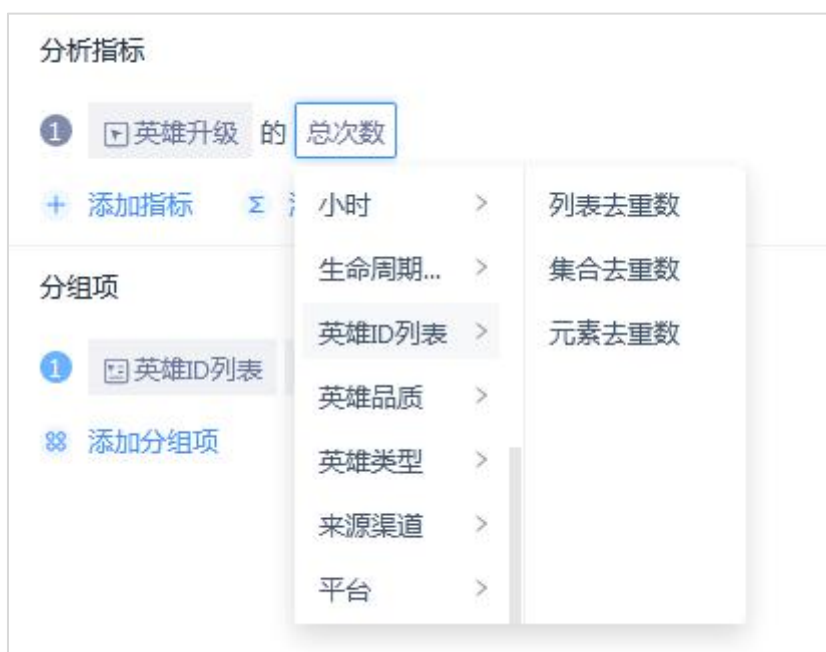 分析指标
1 英雄升级 的 总次数
+ 添加指标 Σ
小时 > 列表去重数
生命周期... > 集合去重数
分组项
英雄ID列表 > 元素去重数
1 英雄ID列表
英雄品质 >
添加分组项
英雄类型 >
来源渠道 >
平台 >